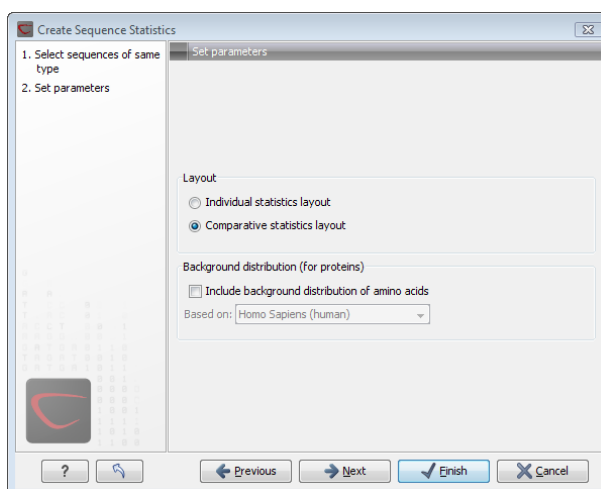 Create Sequence Statistics
1. Select sequences of same
type
2. Set parameters
Set parameters
Layout
Individual statistics layout
Comparative statistics layout
Background distribution (for proteins)
Include background distribution of amino acids
Based on: Homo Sapiens (human)
? Previous Next Finish Cancel